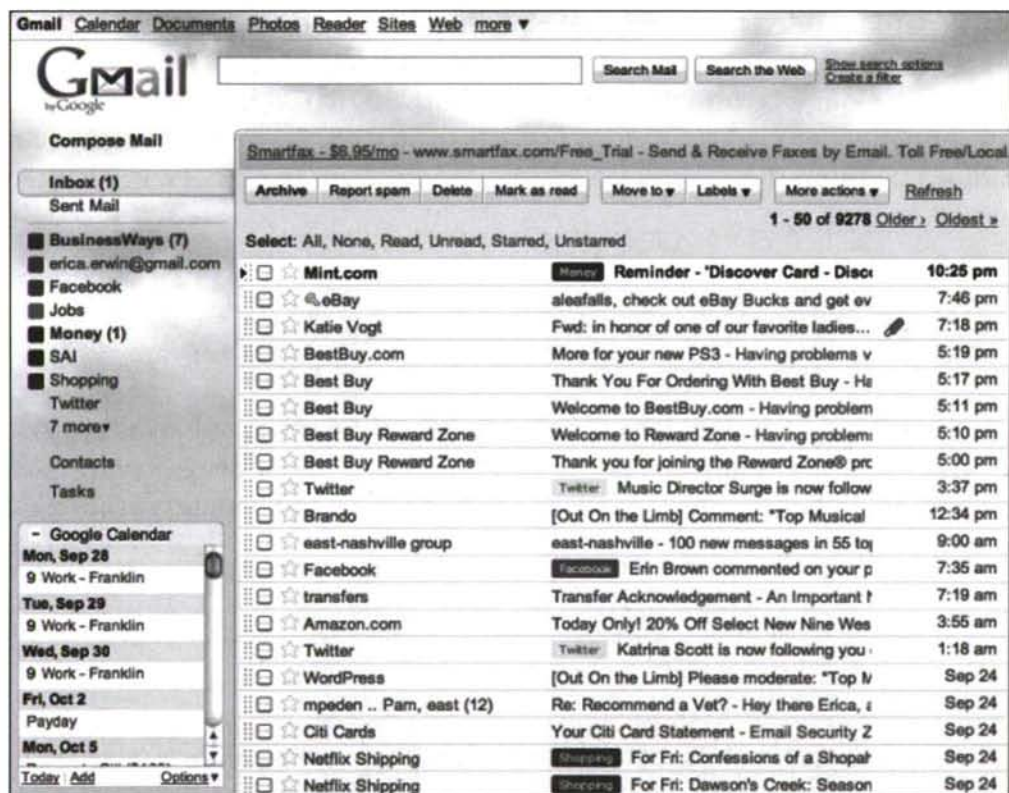 Gmail Calendar Documents Photos Reader Sites Web more ▼
Gmail
by Google
Search Mail Search the Web Show search options
Create a filter
Compose Mail
Inbox (1)
Sent Mail
BusinessWays (7)
erica.erwin@gmail.com
Facebook
Jobs
Money (1)
SAI
Shopping
Twitter
7 more▾
Contacts
Tasks
- Google Calendar
Mon, Sep 28
9 Work - Franklin
Tue, Sep 29
9 Work - Franklin
Wed, Sep 30
9 Work - Franklin
Fri, Oct 2
Payday
Mon, Oct 5
Today Add Options ▾
Smartfax - $6.95/mo - www.smartfax.com/Free_Trial - Send & Receive Faxes by Email. Toll Free/Local
Archive Report spam Delete Mark as read Move to ▾ Labels ▾ More actions ▾ Refresh
1 - 50 of 9278 Older › Oldest »
Select: All, None, Read, Unread, Starred, Unstarred
Mint.com Money Reminder - 'Discover Card - Disc 10:25 pm
eBay aleafalls, check out eBay Bucks and get ev 7:46 pm
Katie Vogt Fwd: in honor of one of our favorite ladies... 7:18 pm
BestBuy.com More for your new PS3 - Having problems v 5:19 pm
Best Buy Thank You For Ordering With Best Buy - Ha 5:17 pm
Best Buy Welcome to BestBuy.com - Having problem 5:11 pm
Best Buy Reward Zone Welcome to Reward Zone - Having problem 5:10 pm
Best Buy Reward Zone Thank you for joining the Reward Zone® prc 5:00 pm
Twitter Twitter Music Director Surge is now follow 3:37 pm
Brando [Out On the Limb] Comment: "Top Musical 12:34 pm
east-nashville group east-nashville - 100 new messages in 55 to 9:00 am
Facebook Facebook Erin Brown commented on your p 7:35 am
transfers Transfer Acknowledgement - An Important 7:19 am
Amazon.com Today Only! 20% Off Select New Nine Wes 3:55 am
Twitter Twitter Katrina Scott is now following you 1:18 am
WordPress [Out On the Limb] Please moderate: "Top Sep 24
mpeden .. Pam, east (12) Re: Recommend a Vet? - Hey there Erica, Sep 24
Citi Cards Your Citi Card Statement - Email Security Z Sep 24
Netflix Shipping Shopping For Fri: Confessions of a Shopah Sep 24
Netflix Shipping Shopping For Fri: Dawson's Creek: Season Sep 24